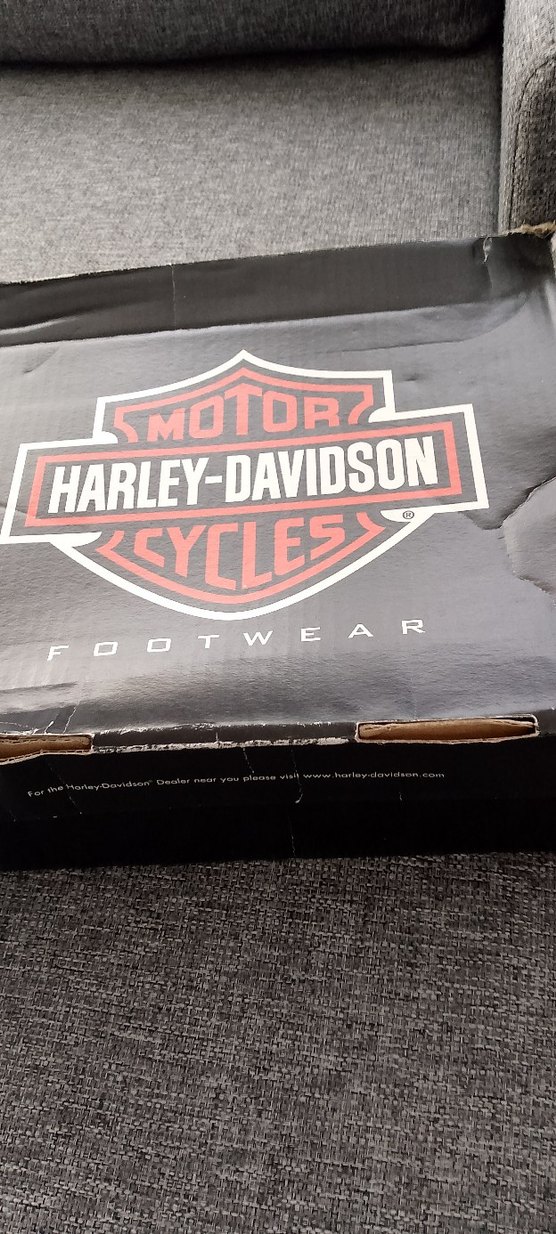 MOTOR
HARLEY-DAVIDSON
CYCLES ®
FOOTWEAR
For the Harley-Davidson® Dealer near you please visit www.harley-davidson.com